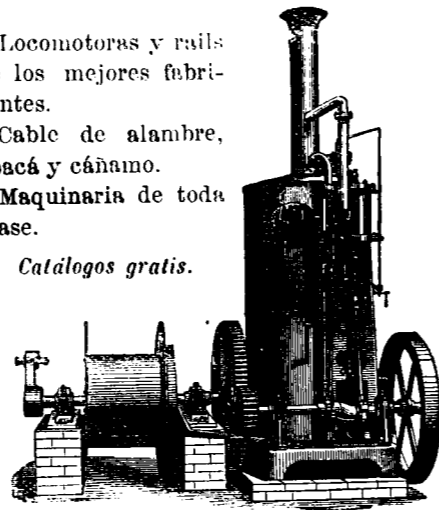 Locomotoras y rails
los mejores fabri-
ntes.
Cable de alambre,
acá y cáñamo.
Maquinaria de toda
ase.
Catálogos gratis.